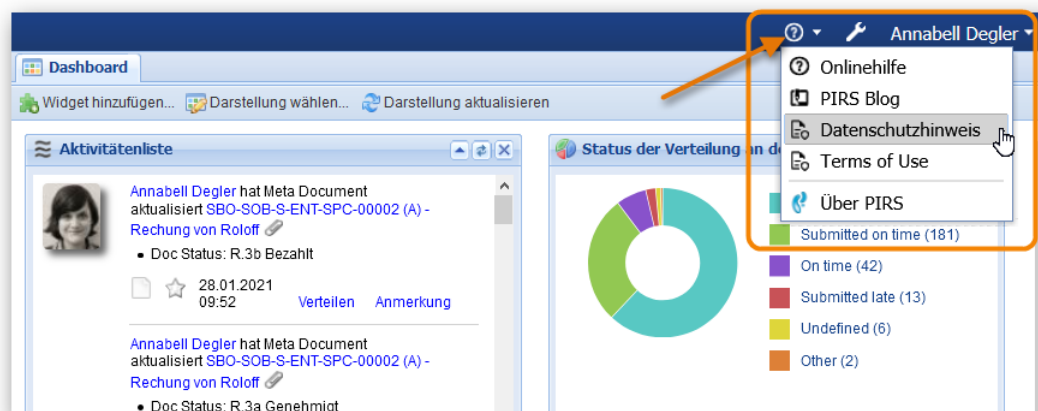 Annabell Degler
Dashboard
Onlinehilfe
PIRS Blog
Datenschutzhinweis
Terms of Use
Über PIRS
Widget hinzufügen... Darstellung wählen... Darstellung aktualisieren
Aktivitätenliste
Annabell Degler hat Meta Document
aktualisiert SBO-SOB-S-ENT-SPC-00002 (A) -
Rechung von Roloff
• Doc Status: R.3b Bezahlt
28.01.2021
09:52 Verteilen Anmerkung
Annabell Degler hat Meta Document
aktualisiert SBO-SOB-S-ENT-SPC-00002 (A) -
Rechung von Roloff
• Doc Status: R.3a Genehmigt
Status der Verteilung an
Submitted on time (181)
On time (42)
Submitted late (13)
Undefined (6)
Other (2)